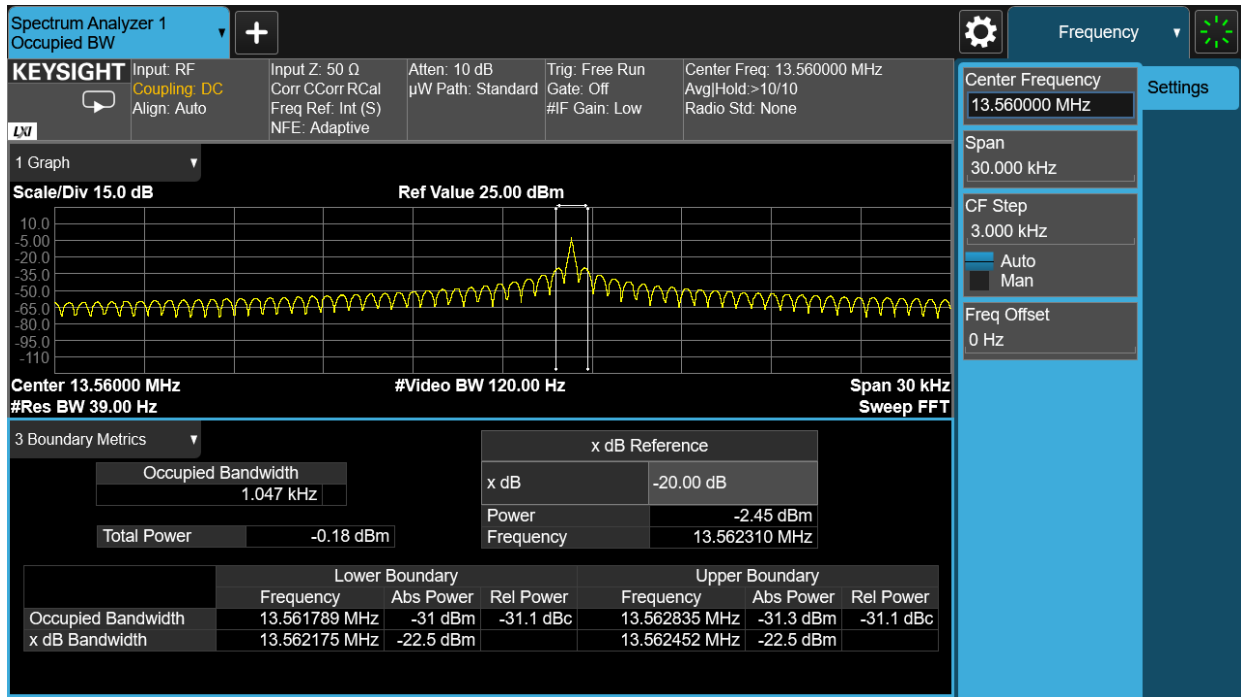 Spectrum Analyzer 1
Occupied BW
+
Frequency
KEYSIGHT
LXI
Input: RF
Coupling: DC
Align: Auto
Input Z: 50 Ω
Corr CCorr RCal
Freq Ref: Int (S)
NFE: Adaptive
Atten: 10 dB
µW Path: Standard
Trig: Free Run
Gate: Off
#IF Gain: Low
Center Freq: 13.560000 MHz
Avg|Hold:>10/10
Radio Std: None
1 Graph
Scale/Div 15.0 dB
Ref Value 25.00 dBm
10.0
-5.00
-20.0
-35.0
-50.0
-65.0
-80.0
-95.0
-110
Center 13.56000 MHz
#Video BW 120.00 Hz
Span 30 kHz
#Res BW 39.00 Hz
Sweep FFT
3 Boundary Metrics
Occupied Bandwidth
1.047 kHz
Total Power -0.18 dBm
x dB Reference
x dB -20.00 dB
Power -2.45 dBm
Frequency 13.562310 MHz
Lower Boundary Upper Boundary
Frequency Abs Power Rel Power Frequency Abs Power Rel Power
Occupied Bandwidth 13.561789 MHz -31 dBm -31.1 dBc 13.562835 MHz -31.3 dBm -31.1 dBc
x dB Bandwidth 13.562175 MHz -22.5 dBm 13.562452 MHz -22.5 dBm
Center Frequency
13.560000 MHz
Settings
Span
30.000 kHz
CF Step
3.000 kHz
Auto
Man
Freq Offset
0 Hz